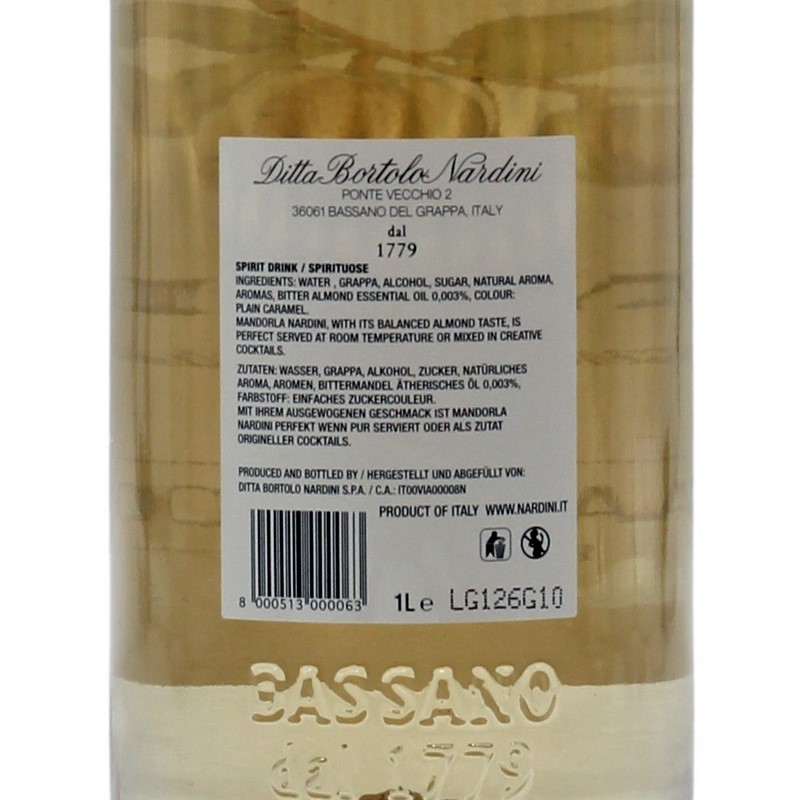 Ditta Bortolo Nardini
PONTE VECCHIO 2
36061 BASSANO DEL GRAPPA, ITALY
dal
1779
SPIRIT DRINK / SPIRITUOSE
INGREDIENTS: WATER , GRAPPA, ALCOHOL, SUGAR, NATURAL AROMA,
AROMAS, BITTER ALMOND ESSENTIAL OIL 0,003%, COLOUR:
PLAIN CARAMEL.
MANDORLA NARDINI, WITH ITS BALANCED ALMOND TASTE, IS
PERFECT SERVED AT ROOM TEMPERATURE OR MIXED IN CREATIVE
COCKTAILS.
ZUTATEN: WASSER, GRAPPA, ALKOHOL, ZUCKER, NATÜRLICHES
AROMA, AROMEN, BITTERMANDEL ÄTHERISCHES ÖL 0,003%,
FARBSTOFF: EINFACHES ZUCKERCOULEUR.
MIT IHREM AUSGEWOGENEN GESCHMACK IST MANDORLA
NARDINI PERFEKT WENN PUR SERVIERT ODER ALS ZUTAT
ORIGINELLER COCKTAILS.
PRODUCED AND BOTTLED BY / HERGESTELLT UND ABGEFÜLLT VON:
DITTA BORTOLO NARDINI S.P.A. / C.A.: IT00VIA00008N
PRODUCT OF ITALY WWW.NARDINI.IT
8 000513 000063
1L e LG126G10
BASSANO
dal 1779